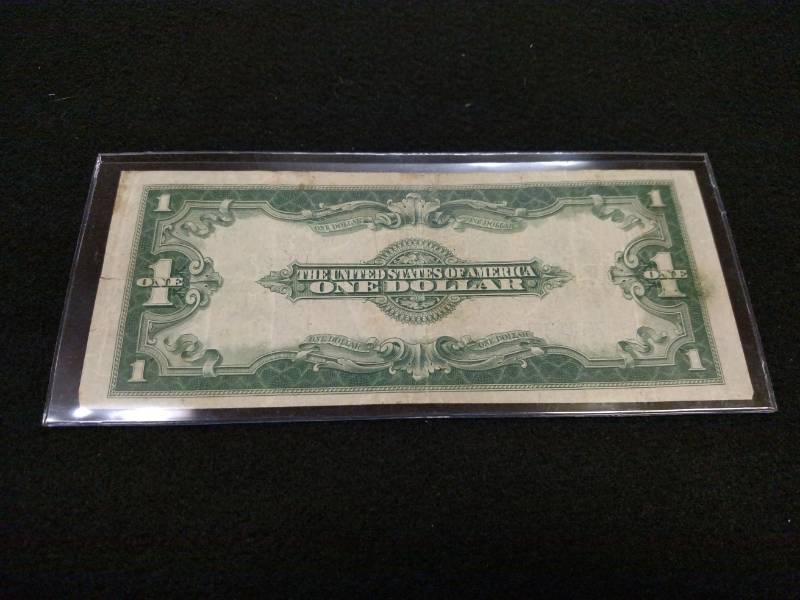 1 1
ONE DOLLAR ONE DOLLAR
THE UNITED STATES OF AMERICA
1 ONE ONE DOLLAR 1 ONE
ONE DOLLAR ONE DOLLAR
1 1